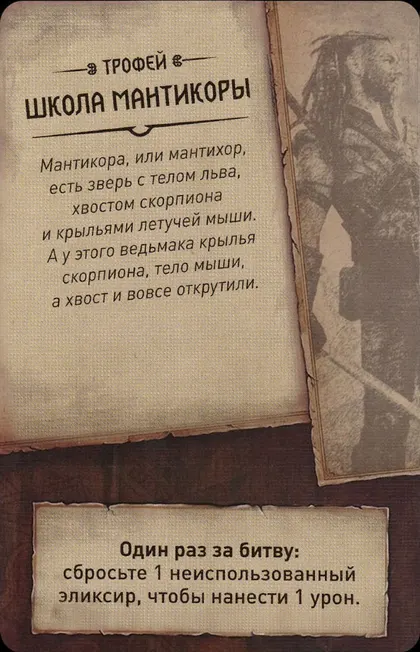 ТРОФЕЙ
ШКОЛА МАНТИКОРЫ
Мантикора, или мантихор,
есть зверь с телом льва,
хвостом скорпиона
и крыльями летучей мыши.
А у этого ведьмака крылья
скорпиона, тело мыши,
а хвост и вовсе открутили.
Один раз за битву:
сбросьте 1 неиспользованный
эликсир, чтобы нанести 1 урон.